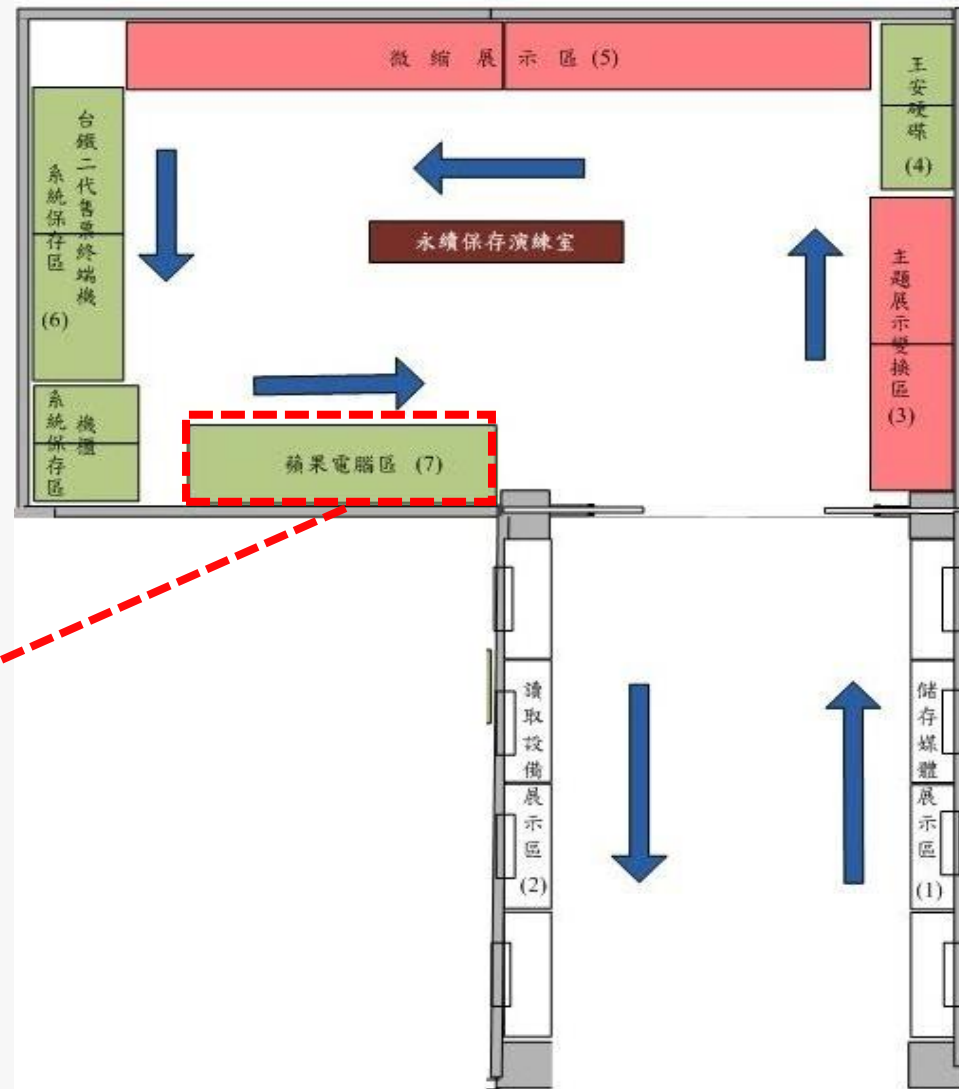 微縮展示區 (5)
王安硬碟
(4)
台鐵二代售票終端機
系統保存區
(6)
永續保存演練室
主題展示變換區
(3)
機櫃
系統保存區
蘋果電腦區 (7)
讀取設備展示區
(2)
儲存媒體展示區
(1)